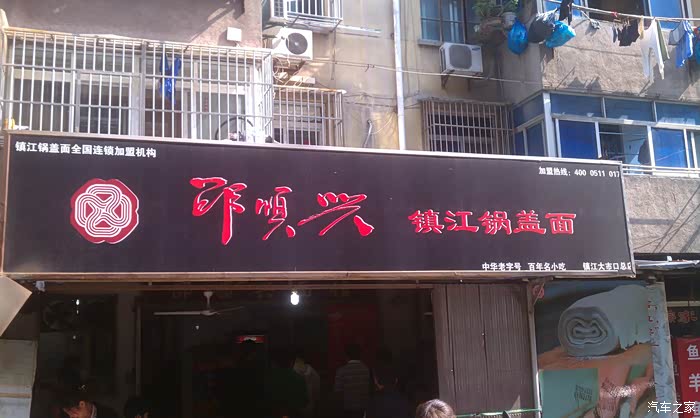 镇江锅盖面全国连锁加盟机构
加盟热线：400 0511 017
邵顺兴 镇江锅盖面
中华老字号 百年名小吃 镇江大市口总店
鱼
羊
汽车之家